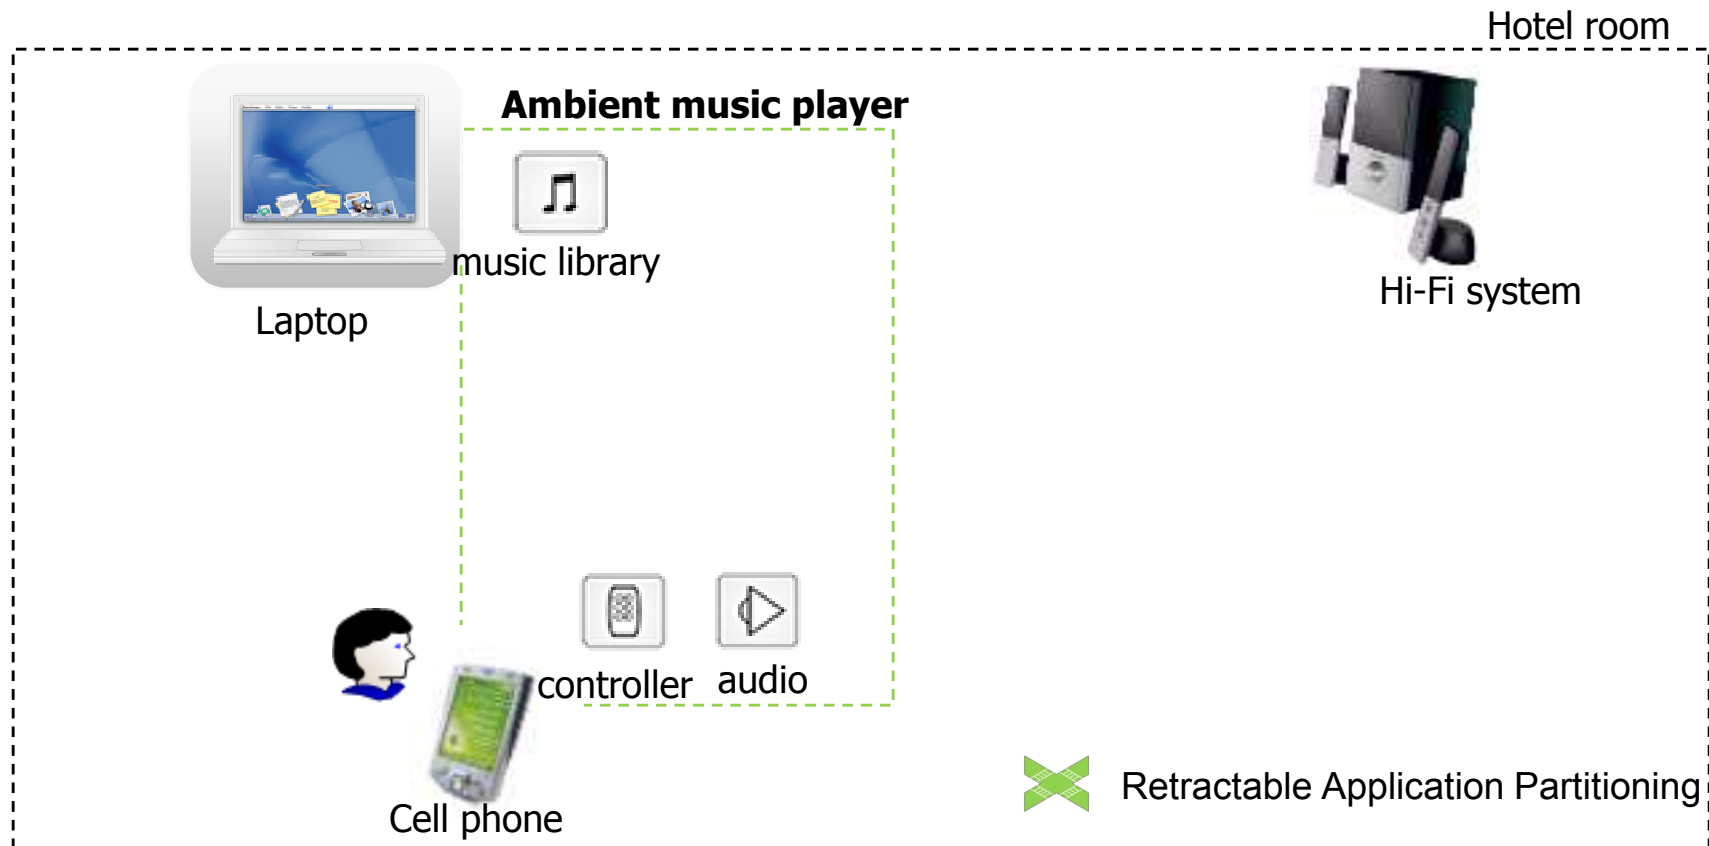 Hotel room
Ambient music player
music library
Hi-Fi system
Laptop
controller
audio
Retractable Application Partitioning
Cell phone